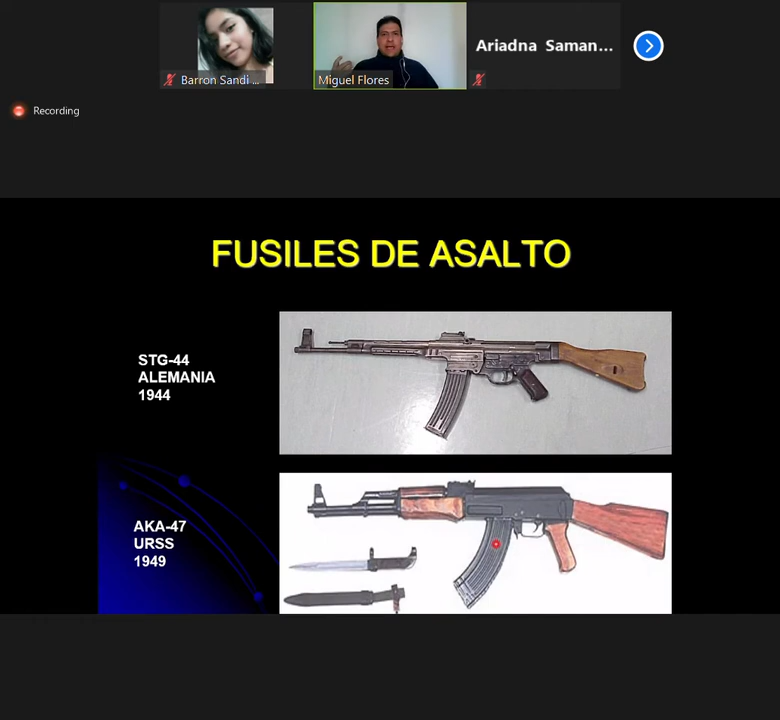 Barron Sandi ...
Miguel Flores
Ariadna Saman...
Recording
FUSILES DE ASALTO
STG-44
ALEMANIA
1944
AKA-47
URSS
1949